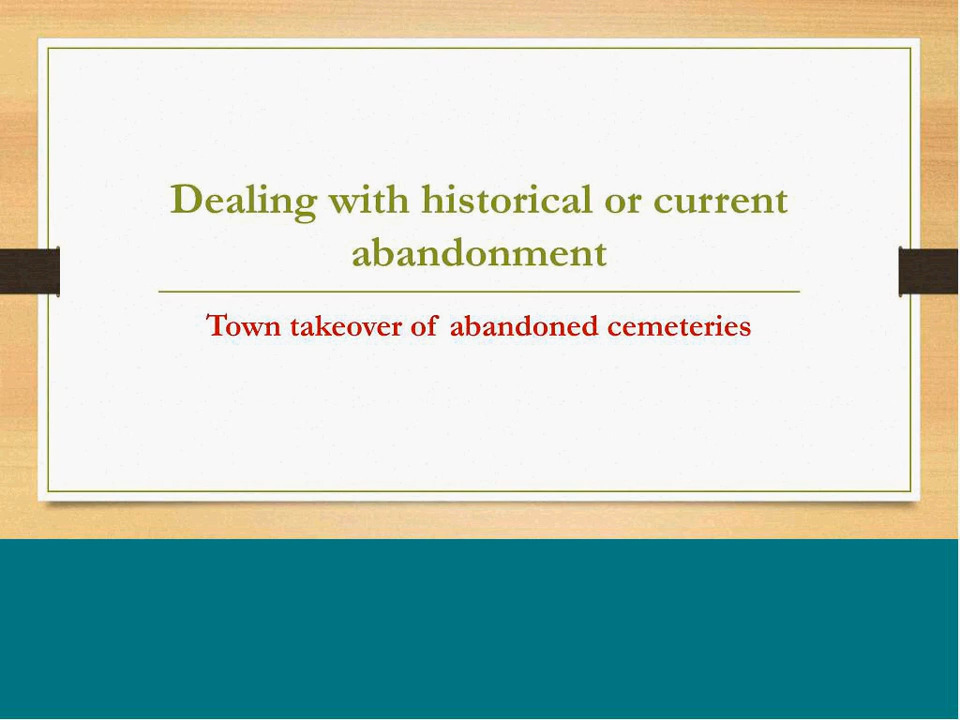 Dealing with historical or current
abandonment
Town takeover of abandoned cemeteries